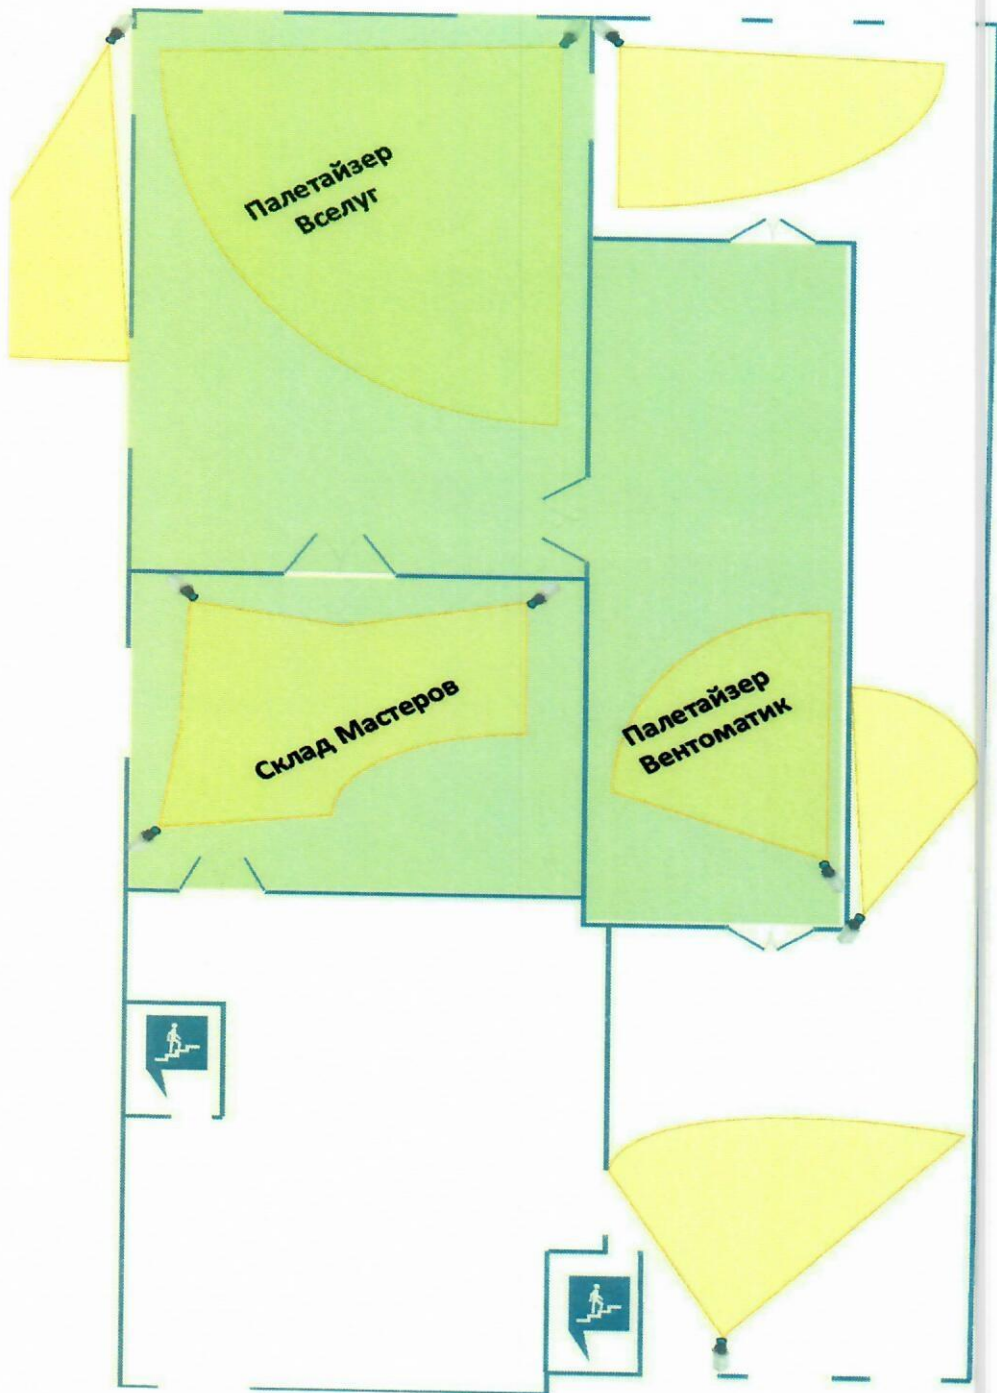 Палетайзер
Вселуг
Склад Мастеров
Палетайзер
Вентоматик